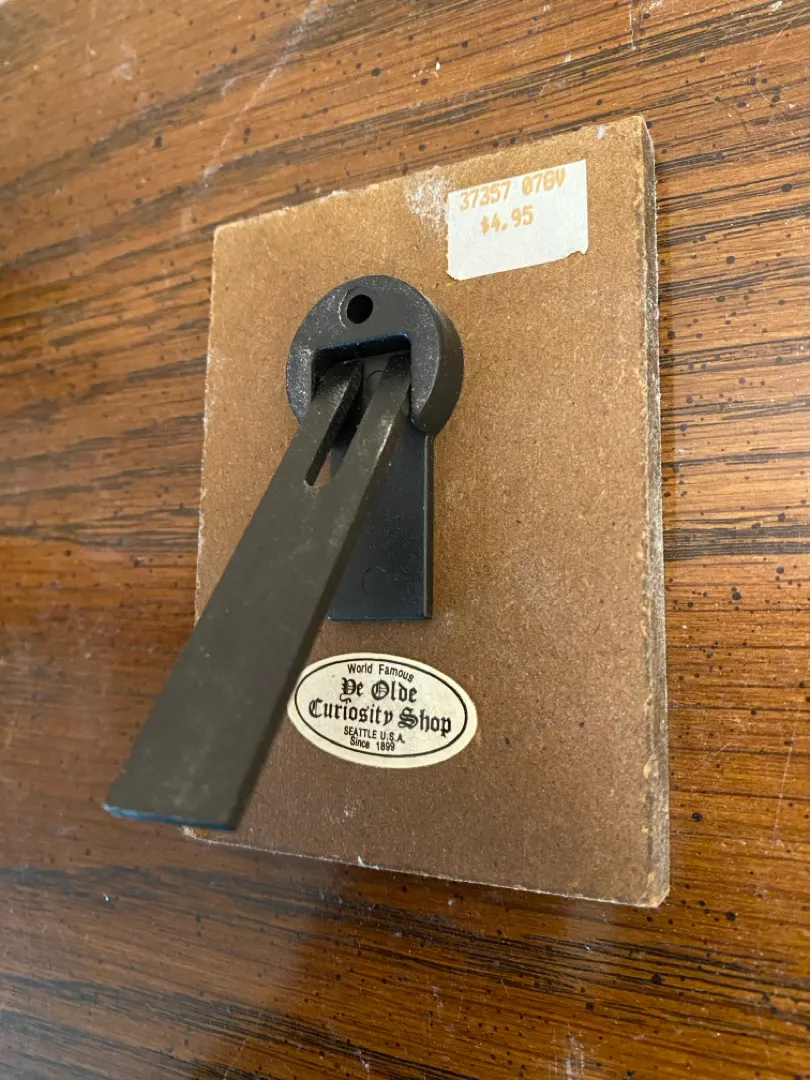 37357 07GV
$4.95
World Famous
Ye Olde
Curiosity Shop
SEATTLE U.S.A.
Since 1899